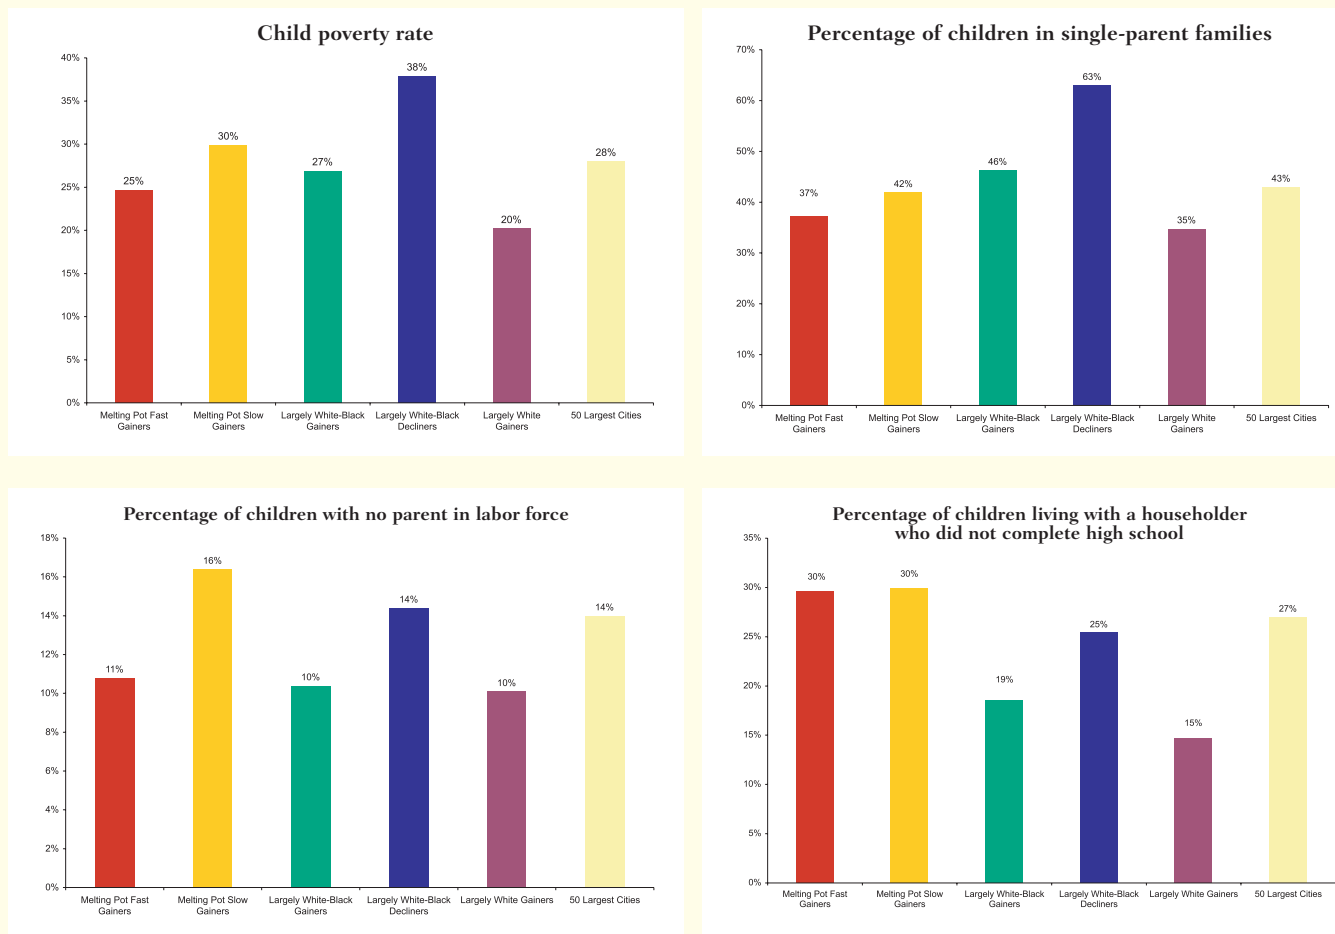 Child poverty rate
40%
35%
30%
25%
20%
15%
10%
5%
0%
25%
30%
27%
38%
20%
28%
Melting Pot Fast
Gainers
Melting Pot Slow
Gainers
Largely White-Black
Gainers
Largely White-Black
Decliners
Largely White
Gainers
50 Largest Cities
Percentage of children in single-parent families
70%
60%
50%
40%
30%
20%
10%
0%
37%
42%
46%
63%
35%
43%
Melting Pot Fast
Gainers
Melting Pot Slow
Gainers
Largely White-Black
Gainers
Largely White-Black
Decliners
Largely White
Gainers
50 Largest Cities
Percentage of children with no parent in labor force
18%
16%
14%
12%
10%
8%
6%
4%
2%
0%
11%
16%
10%
14%
10%
14%
Melting Pot Fast
Gainers
Melting Pot Slow
Gainers
Largely White-Black
Gainers
Largely White-Black
Decliners
Largely White Gainers
50 Largest Cities
Percentage of children living with a householder
who did not complete high school
35%
30%
25%
20%
15%
10%
5%
0%
30%
30%
19%
25%
15%
27%
Melting Pot Fast
Gainers
Melting Pot Slow
Gainers
Largely White-Black
Gainers
Largely White-Black
Decliners
Largely White Gainers
50 Largest Cities